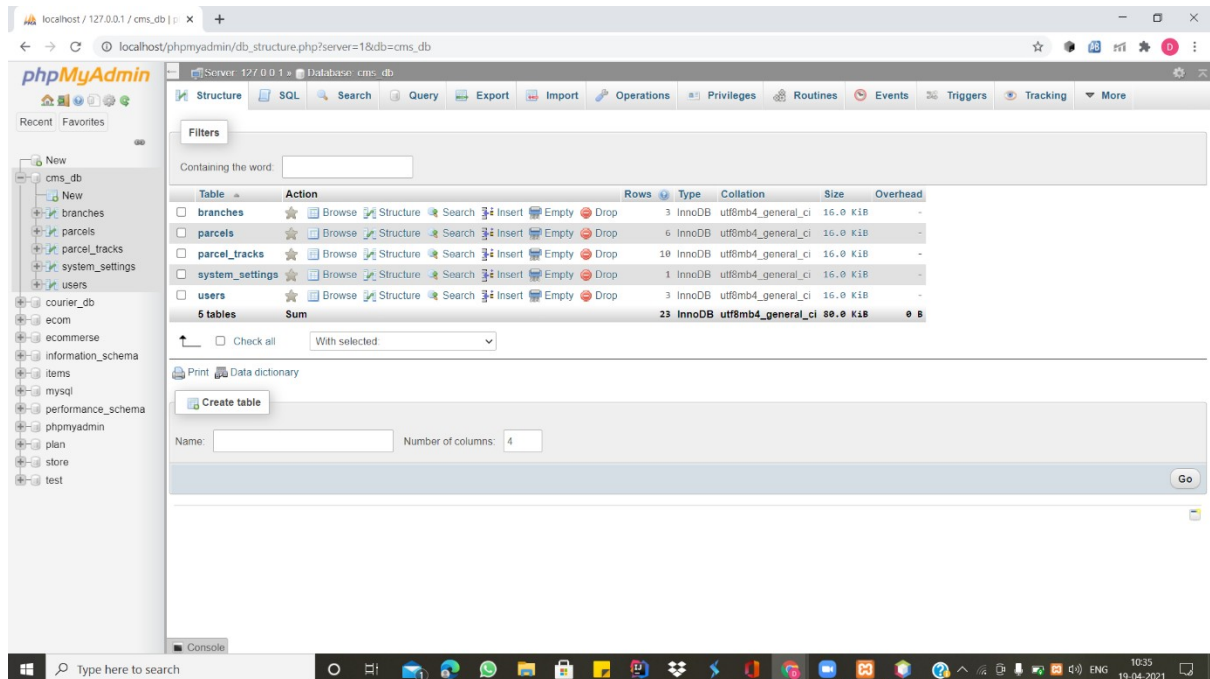 localhost / 127.0.0.1 / cms_db | p
localhost/phpmyadmin/db_structure.php?server=1&db=cms_db
D
phpMyAdmin
Recent Favorites
New
cms_db
New
branches
parcels
parcel_tracks
system_settings
users
courier_db
ecom
ecommerse
information_schema
items
mysql
performance_schema
phpmyadmin
plan
store
test
Server: 127.0.0.1 » Database: cms_db
Structure SQL Search Query Export Import Operations Privileges Routines Events Triggers Tracking More
Filters
Containing the word:
Table Action Rows Type Collation Size Overhead
branches Browse Structure Search Insert Empty Drop 3 InnoDB utf8mb4_general_ci 16.0 KiB -
parcels Browse Structure Search Insert Empty Drop 6 InnoDB utf8mb4_general_ci 16.0 KiB -
parcel_tracks Browse Structure Search Insert Empty Drop 10 InnoDB utf8mb4_general_ci 16.0 KiB -
system_settings Browse Structure Search Insert Empty Drop 1 InnoDB utf8mb4_general_ci 16.0 KiB -
users Browse Structure Search Insert Empty Drop 3 InnoDB utf8mb4_general_ci 16.0 KiB -
5 tables Sum 23 InnoDB utf8mb4_general_ci 80.0 KiB 0 B
Check all With selected:
Print Data dictionary
Create table
Name: Number of columns: 4
Go
Console
Type here to search
ENG
10:35
19-04-2021